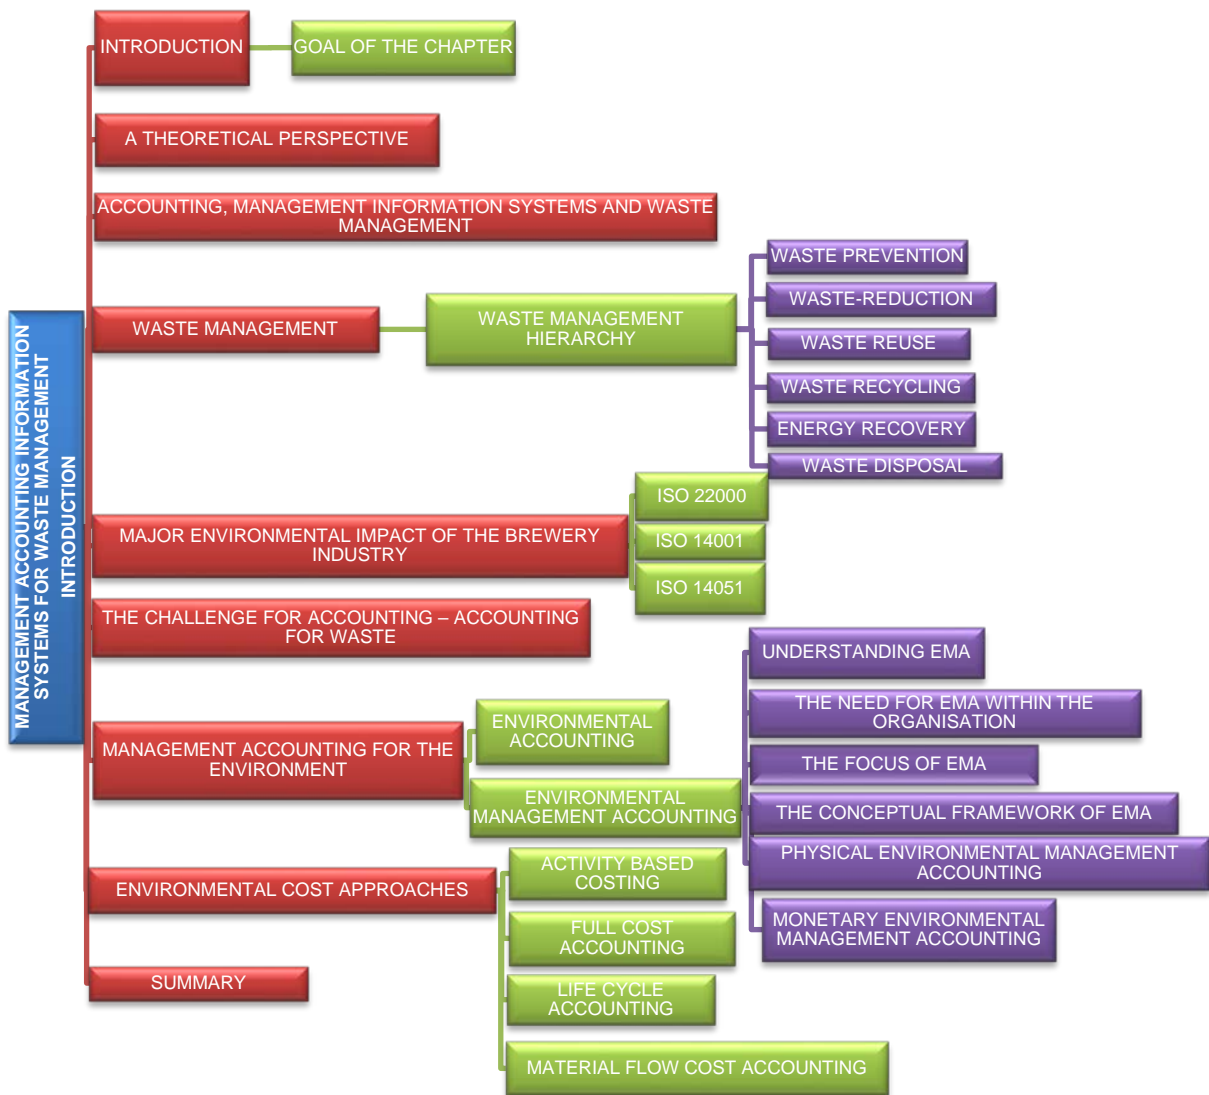 MANAGEMENT ACCOUNTING INFORMATION
SYSTEMS FOR WASTE MANAGEMENT
INTRODUCTION
INTRODUCTION
GOAL OF THE CHAPTER
A THEORETICAL PERSPECTIVE
ACCOUNTING, MANAGEMENT INFORMATION SYSTEMS AND WASTE
MANAGEMENT
WASTE MANAGEMENT
WASTE MANAGEMENT
HIERARCHY
WASTE PREVENTION
WASTE-REDUCTION
WASTE REUSE
WASTE RECYCLING
ENERGY RECOVERY
WASTE DISPOSAL
MAJOR ENVIRONMENTAL IMPACT OF THE BREWERY
INDUSTRY
ISO 22000
ISO 14001
ISO 14051
THE CHALLENGE FOR ACCOUNTING – ACCOUNTING
FOR WASTE
MANAGEMENT ACCOUNTING FOR THE
ENVIRONMENT
ENVIRONMENTAL
ACCOUNTING
ENVIRONMENTAL
MANAGEMENT ACCOUNTING
UNDERSTANDING EMA
THE NEED FOR EMA WITHIN THE
ORGANISATION
THE FOCUS OF EMA
THE CONCEPTUAL FRAMEWORK OF EMA
PHYSICAL ENVIRONMENTAL MANAGEMENT
ACCOUNTING
MONETARY ENVIRONMENTAL
MANAGEMENT ACCOUNTING
ENVIRONMENTAL COST APPROACHES
ACTIVITY BASED
COSTING
FULL COST
ACCOUNTING
LIFE CYCLE
ACCOUNTING
MATERIAL FLOW COST ACCOUNTING
SUMMARY